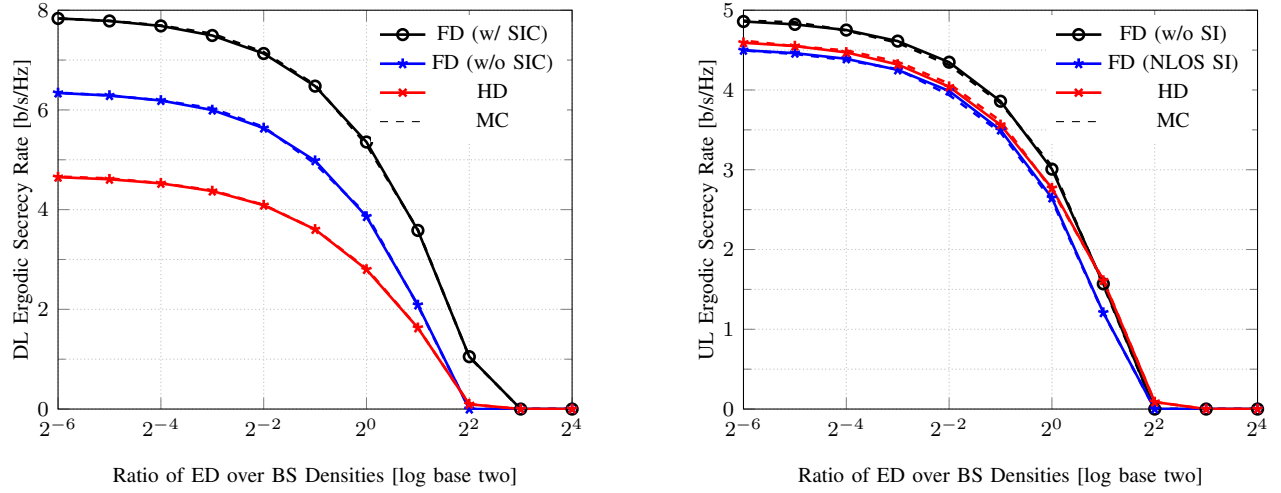 DL Ergodic Secrecy Rate [b/s/Hz]
8
6
4
2
0
2^−6
2^−4
2^−2
2^0
2^2
2^4
FD (w/ SIC)
FD (w/o SIC)
HD
MC
Ratio of ED over BS Densities [log base two]
UL Ergodic Secrecy Rate [b/s/Hz]
5
4
3
2
1
0
2^−6
2^−4
2^−2
2^0
2^2
2^4
FD (w/o SI)
FD (NLOS SI)
HD
MC
Ratio of ED over BS Densities [log base two]